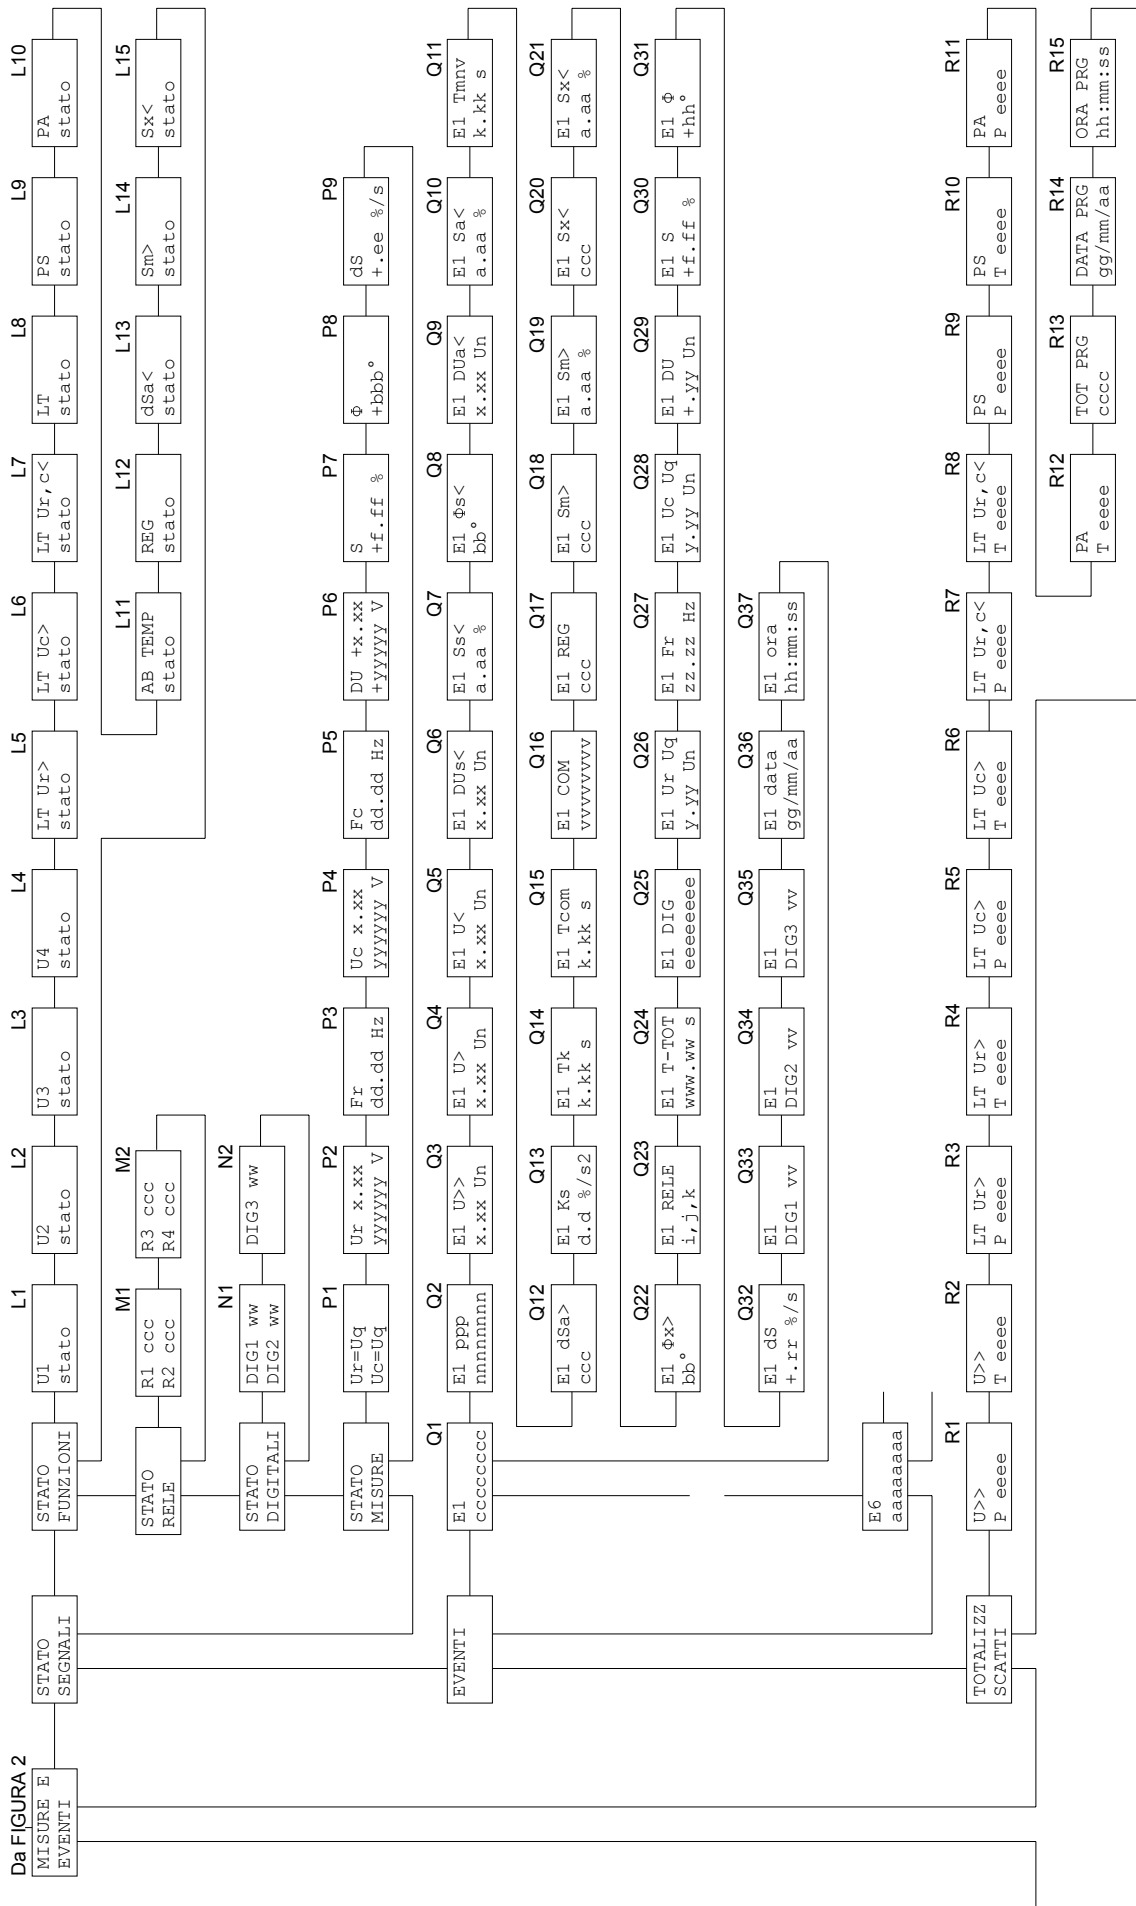 Da FIGURA 2
MISURE E
EVENTI
STATO
SEGNALI
STATO
FUNZIONI
L1
U1
stato
L2
U2
stato
L3
U3
stato
L4
U4
stato
L5
LT Ur>
stato
L6
LT Uc>
stato
L7
LT Ur,c<
stato
L8
LT
stato
L9
PS
stato
L10
PA
stato
L11
AB TEMP
stato
L12
REG
stato
L13
dSa<
stato
L14
Sm>
stato
L15
Sx<
stato
STATO
RELE
M1
R1 ccc
R2 ccc
M2
R3 ccc
R4 ccc
STATO
DIGITALI
N1
DIG1 ww
DIG2 ww
N2
DIG3 ww
STATO
MISURE
P1
Ur=Uq
Uc=Uq
P2
Ur x.xx
yyyyyy V
P3
Fr
dd.dd Hz
P4
Uc x.xx
yyyyyy V
P5
Fc
dd.dd Hz
P6
DU +x.xx
+yyyyy V
P7
S
+f.ff %
P8
Φ
+bbb°
P9
dS
+.ee %/s
EVENTI
Q1
E1
cccccccc
Q2
E1 ppp
nnnnnnnn
Q3
E1 U>>
x.xx Un
Q4
E1 U>
x.xx Un
Q5
E1 U<
x.xx Un
Q6
E1 DUs<
x.xx Un
Q7
E1 Ss<
a.aa %
Q8
E1 Φs<
bb°
Q9
E1 DUa<
x.xx Un
Q10
E1 Sa<
a.aa %
Q11
E1 Tmnv
k.kk s
Q12
E1 dSa>
ccc
Q13
E1 Ks
d.d %/s2
Q14
E1 Tk
k.kk s
Q15
E1 Tcom
k.kk s
Q16
E1 COM
vvvvvvvv
Q17
E1 REG
ccc
Q18
E1 Sm>
ccc
Q19
E1 Sm>
a.aa %
Q20
E1 Sx<
ccc
Q21
E1 Sx<
a.aa %
Q22
E1 Φx>
bb°
Q23
E1 RELE
i,j,k
Q24
E1 T-TOT
www.ww s
Q25
E1 DIG
eeeeeeee
Q26
E1 Ur Uq
y.yy Un
Q27
E1 Fr
zz.zz Hz
Q28
E1 Uc Uq
y.yy Un
Q29
E1 DU
+.yy Un
Q30
E1 S
+f.ff %
Q31
E1 Φ
+hh°
Q32
E1 dS
+.rr %/s
Q33
E1
DIG1 vv
Q34
E1
DIG2 vv
Q35
E1
DIG3 vv
Q36
E1 data
gg/mm/aa
Q37
E1 ora
hh:mm:ss
E6
aaaaaaaa
TOTALIZZ
SCATTI
R1
U>>
P eeee
R2
U>>
T eeee
R3
LT Ur>
P eeee
R4
LT Ur>
T eeee
R5
LT Uc>
P eeee
R6
LT Uc>
T eeee
R7
LT Ur,c<
P eeee
R8
LT Ur,c<
T eeee
R9
PS
P eeee
R10
PS
T eeee
R11
PA
P eeee
R12
PA
T eeee
R13
TOT PRG
cccc
R14
DATA PRG
gg/mm/aa
R15
ORA PRG
hh:mm:ss